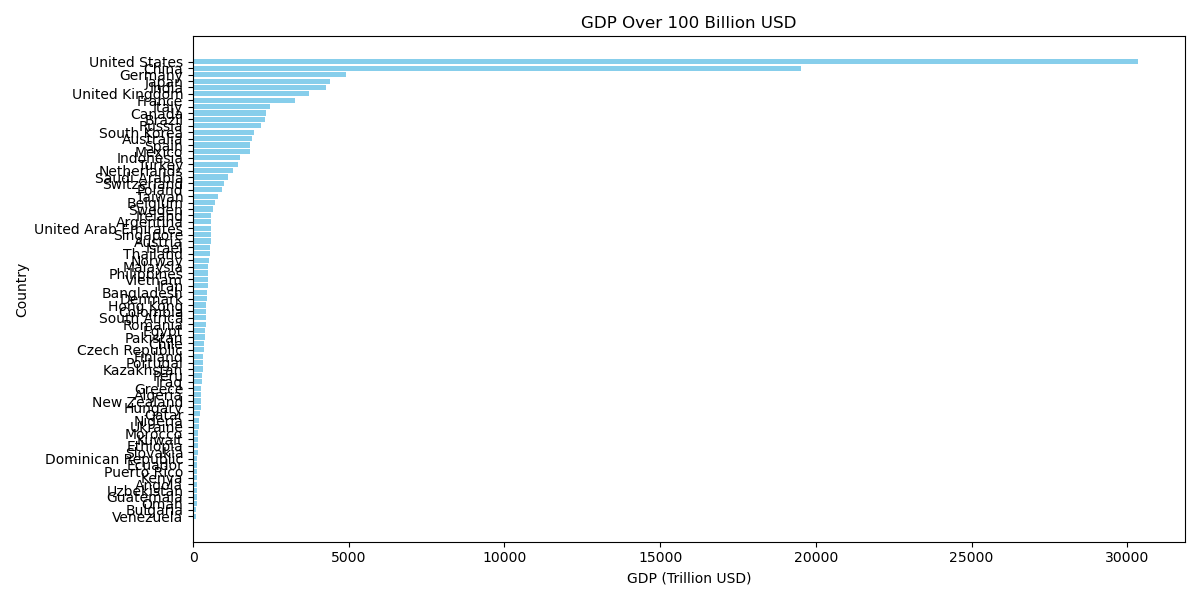 GDP Over 100 Billion USD
United States
China
Germany
Japan
India
United Kingdom
France
Italy
Canada
Brazil
Russia
South Korea
Australia
Spain
Mexico
Indonesia
Turkey
Netherlands
Saudi Arabia
Switzerland
Poland
Taiwan
Belgium
Sweden
Ireland
Argentina
United Arab Emirates
Singapore
Austria
Israel
Thailand
Norway
Malaysia
Philippines
Vietnam
Iran
Bangladesh
Denmark
Hong Kong
Colombia
South Africa
Romania
Egypt
Pakistan
Chile
Czech Republic
Finland
Portugal
Kazakhstan
Peru
Iraq
Greece
Algeria
New Zealand
Hungary
Qatar
Nigeria
Ukraine
Morocco
Kuwait
Ethiopia
Slovakia
Dominican Republic
Ecuador
Puerto Rico
Kenya
Angola
Uzbekistan
Guatemala
Oman
Bulgaria
Venezuela
Country
0 5000 10000 15000 20000 25000 30000
GDP (Trillion USD)